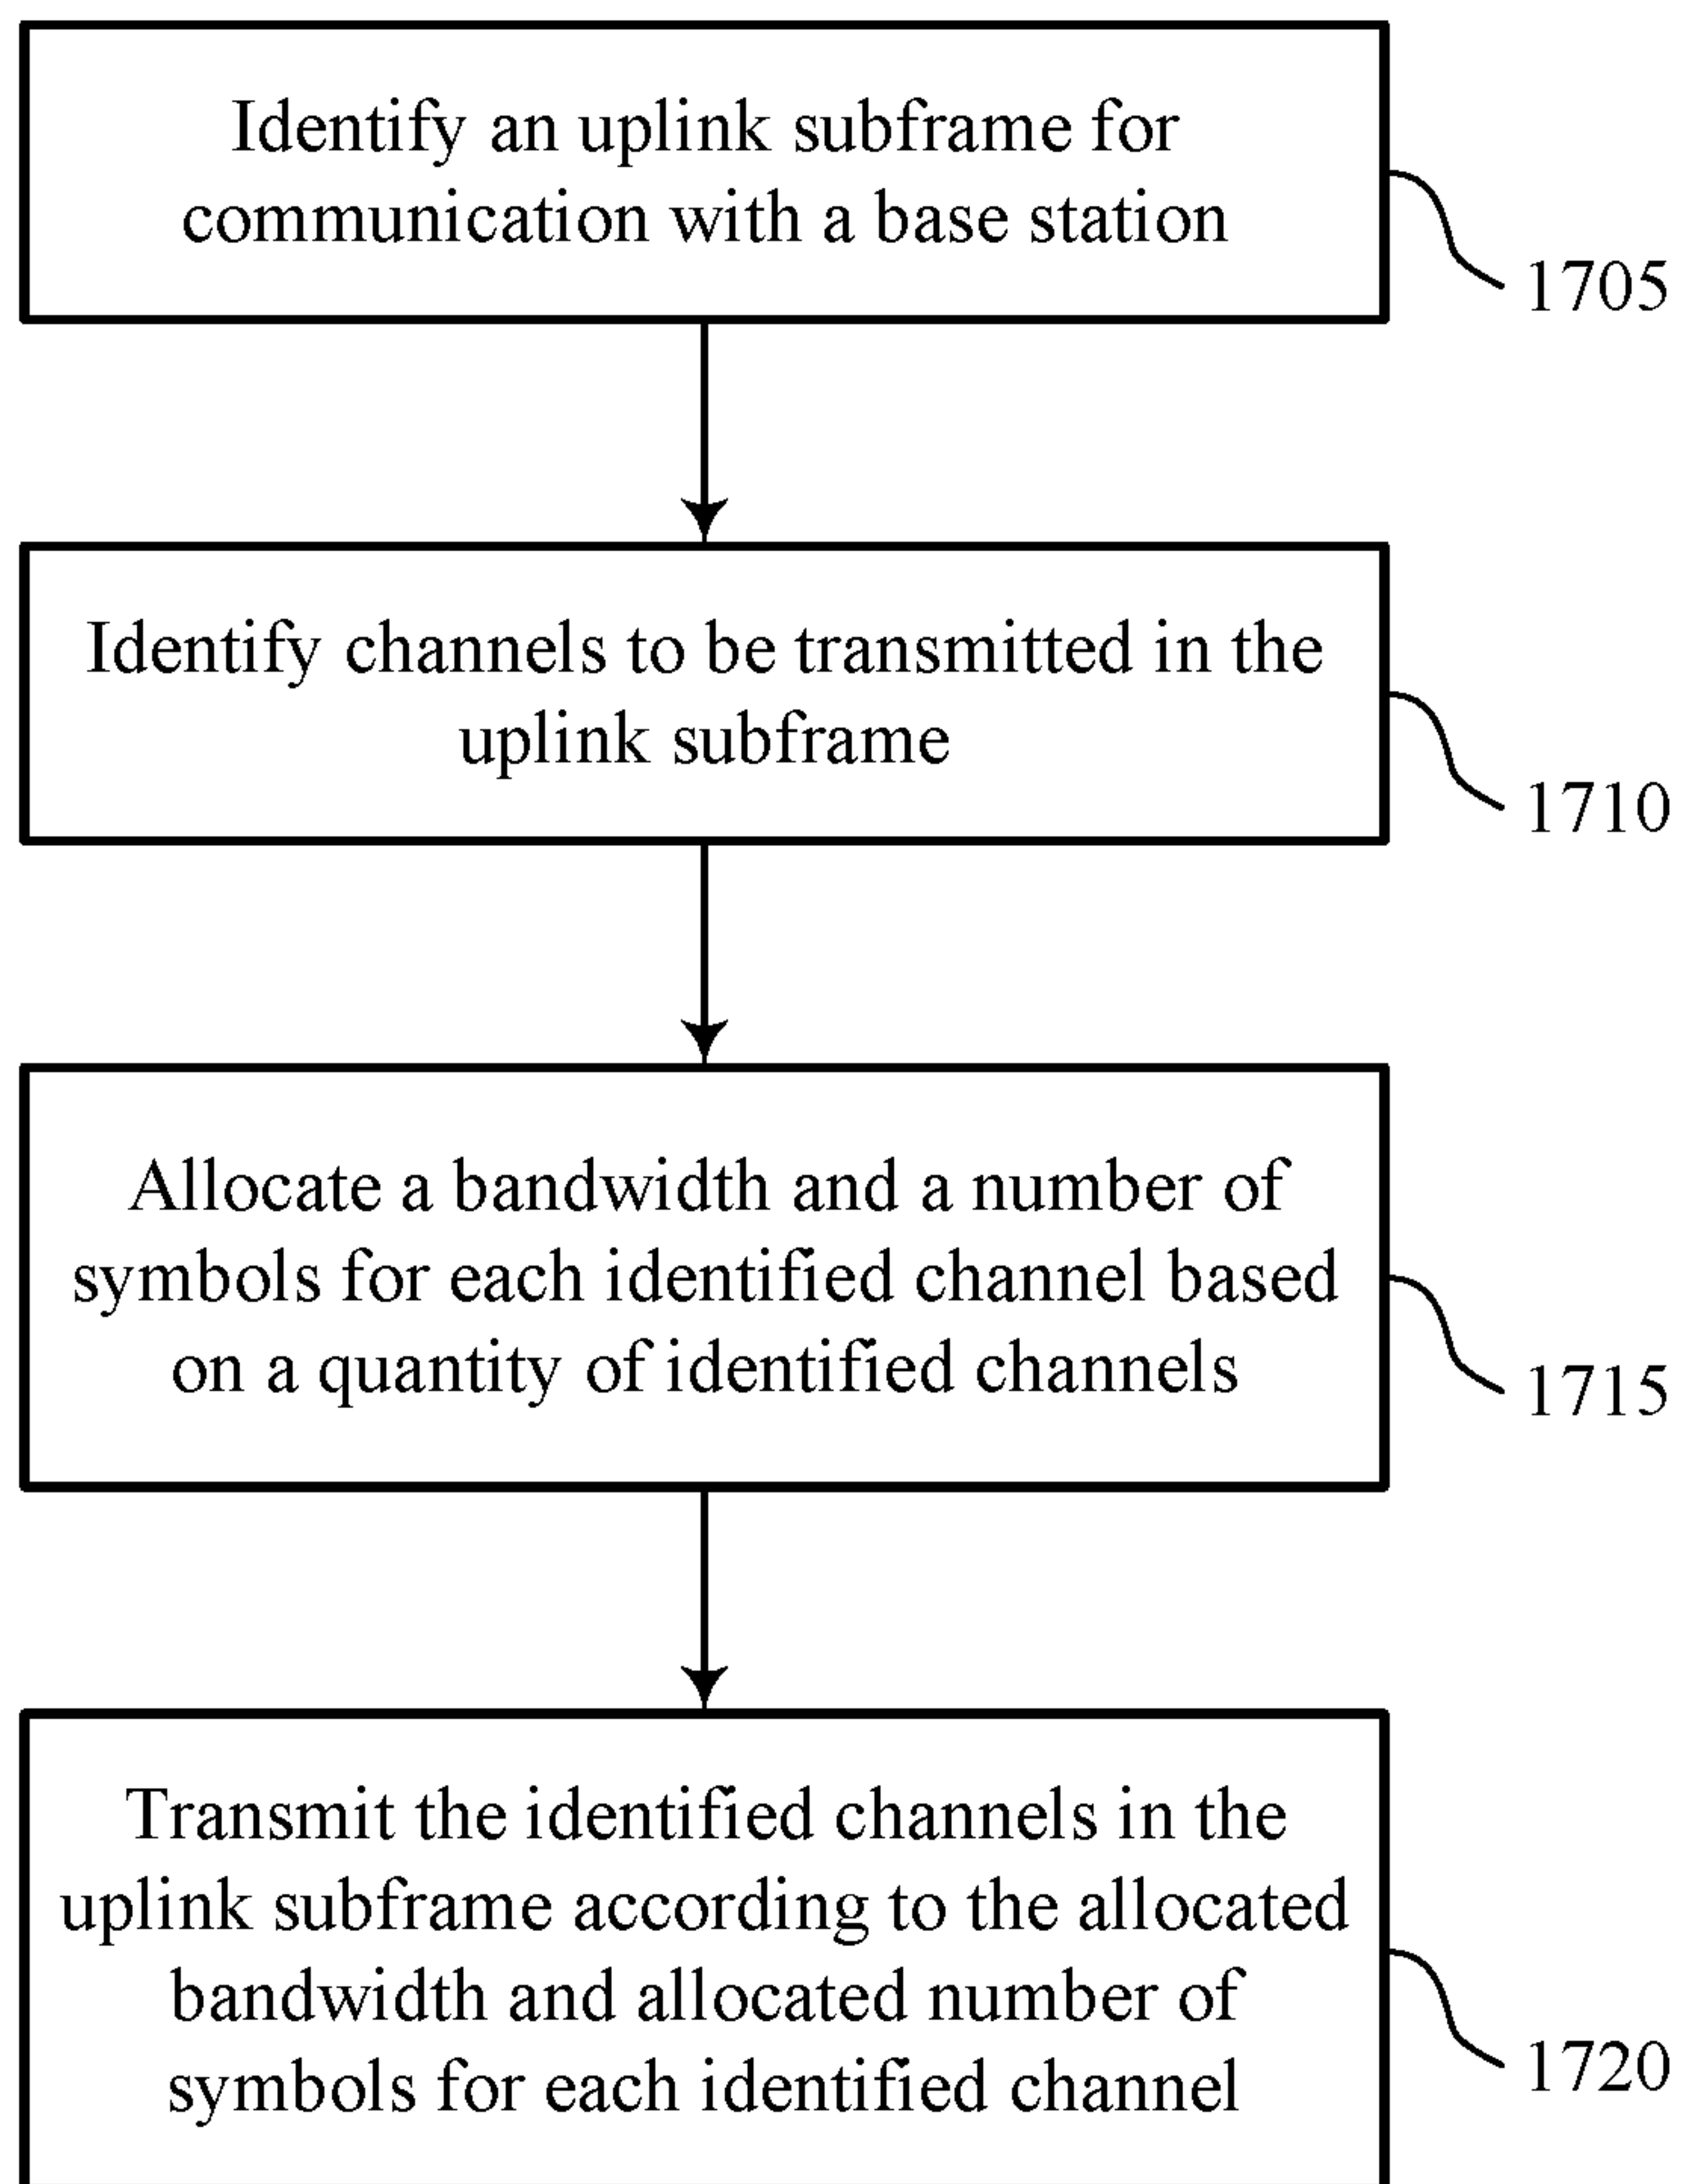 Identify an uplink subframe for
communication with a base station
1705
Identify channels to be transmitted in the
uplink subframe
1710
Allocate a bandwidth and a number of
symbols for each identified channel based
on a quantity of identified channels
1715
Transmit the identified channels in the
uplink subframe according to the allocated
bandwidth and allocated number of
symbols for each identified channel
1720